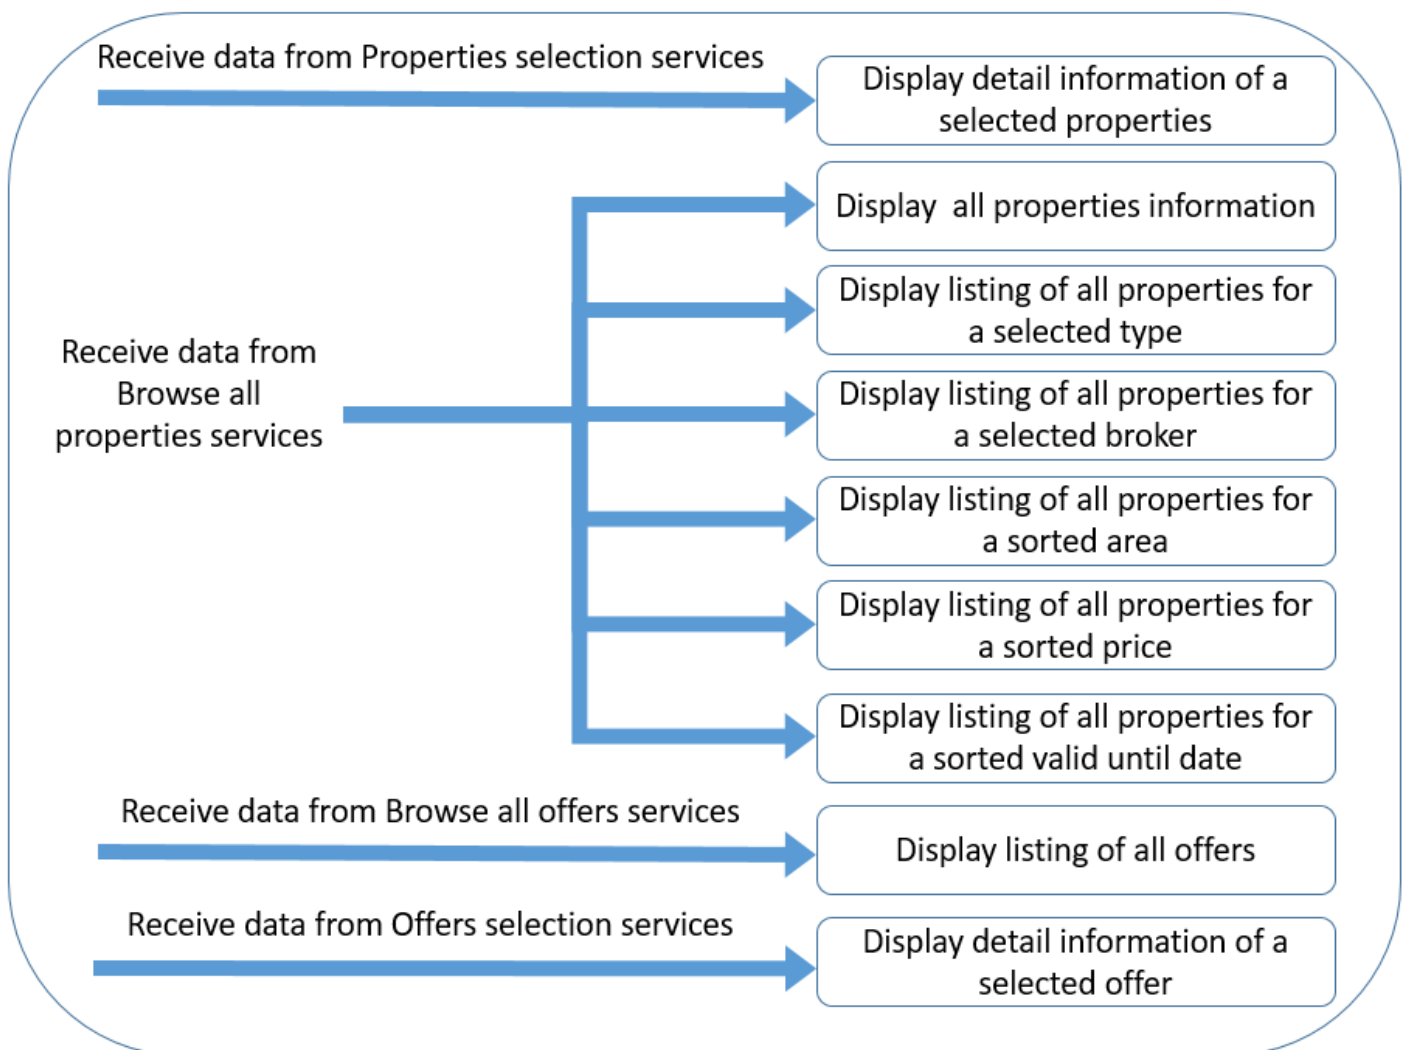 Receive data from Properties selection services
Display detail information of a
selected properties
Display  all properties information
Display listing of all properties for
a selected type
Receive data from
Browse all
properties services
Display listing of all properties for
a selected broker
Display listing of all properties for
a sorted area
Display listing of all properties for
a sorted price
Display listing of all properties for
a sorted valid until date
Receive data from Browse all offers services
Display listing of all offers
Receive data from Offers selection services
Display detail information of a
selected offer